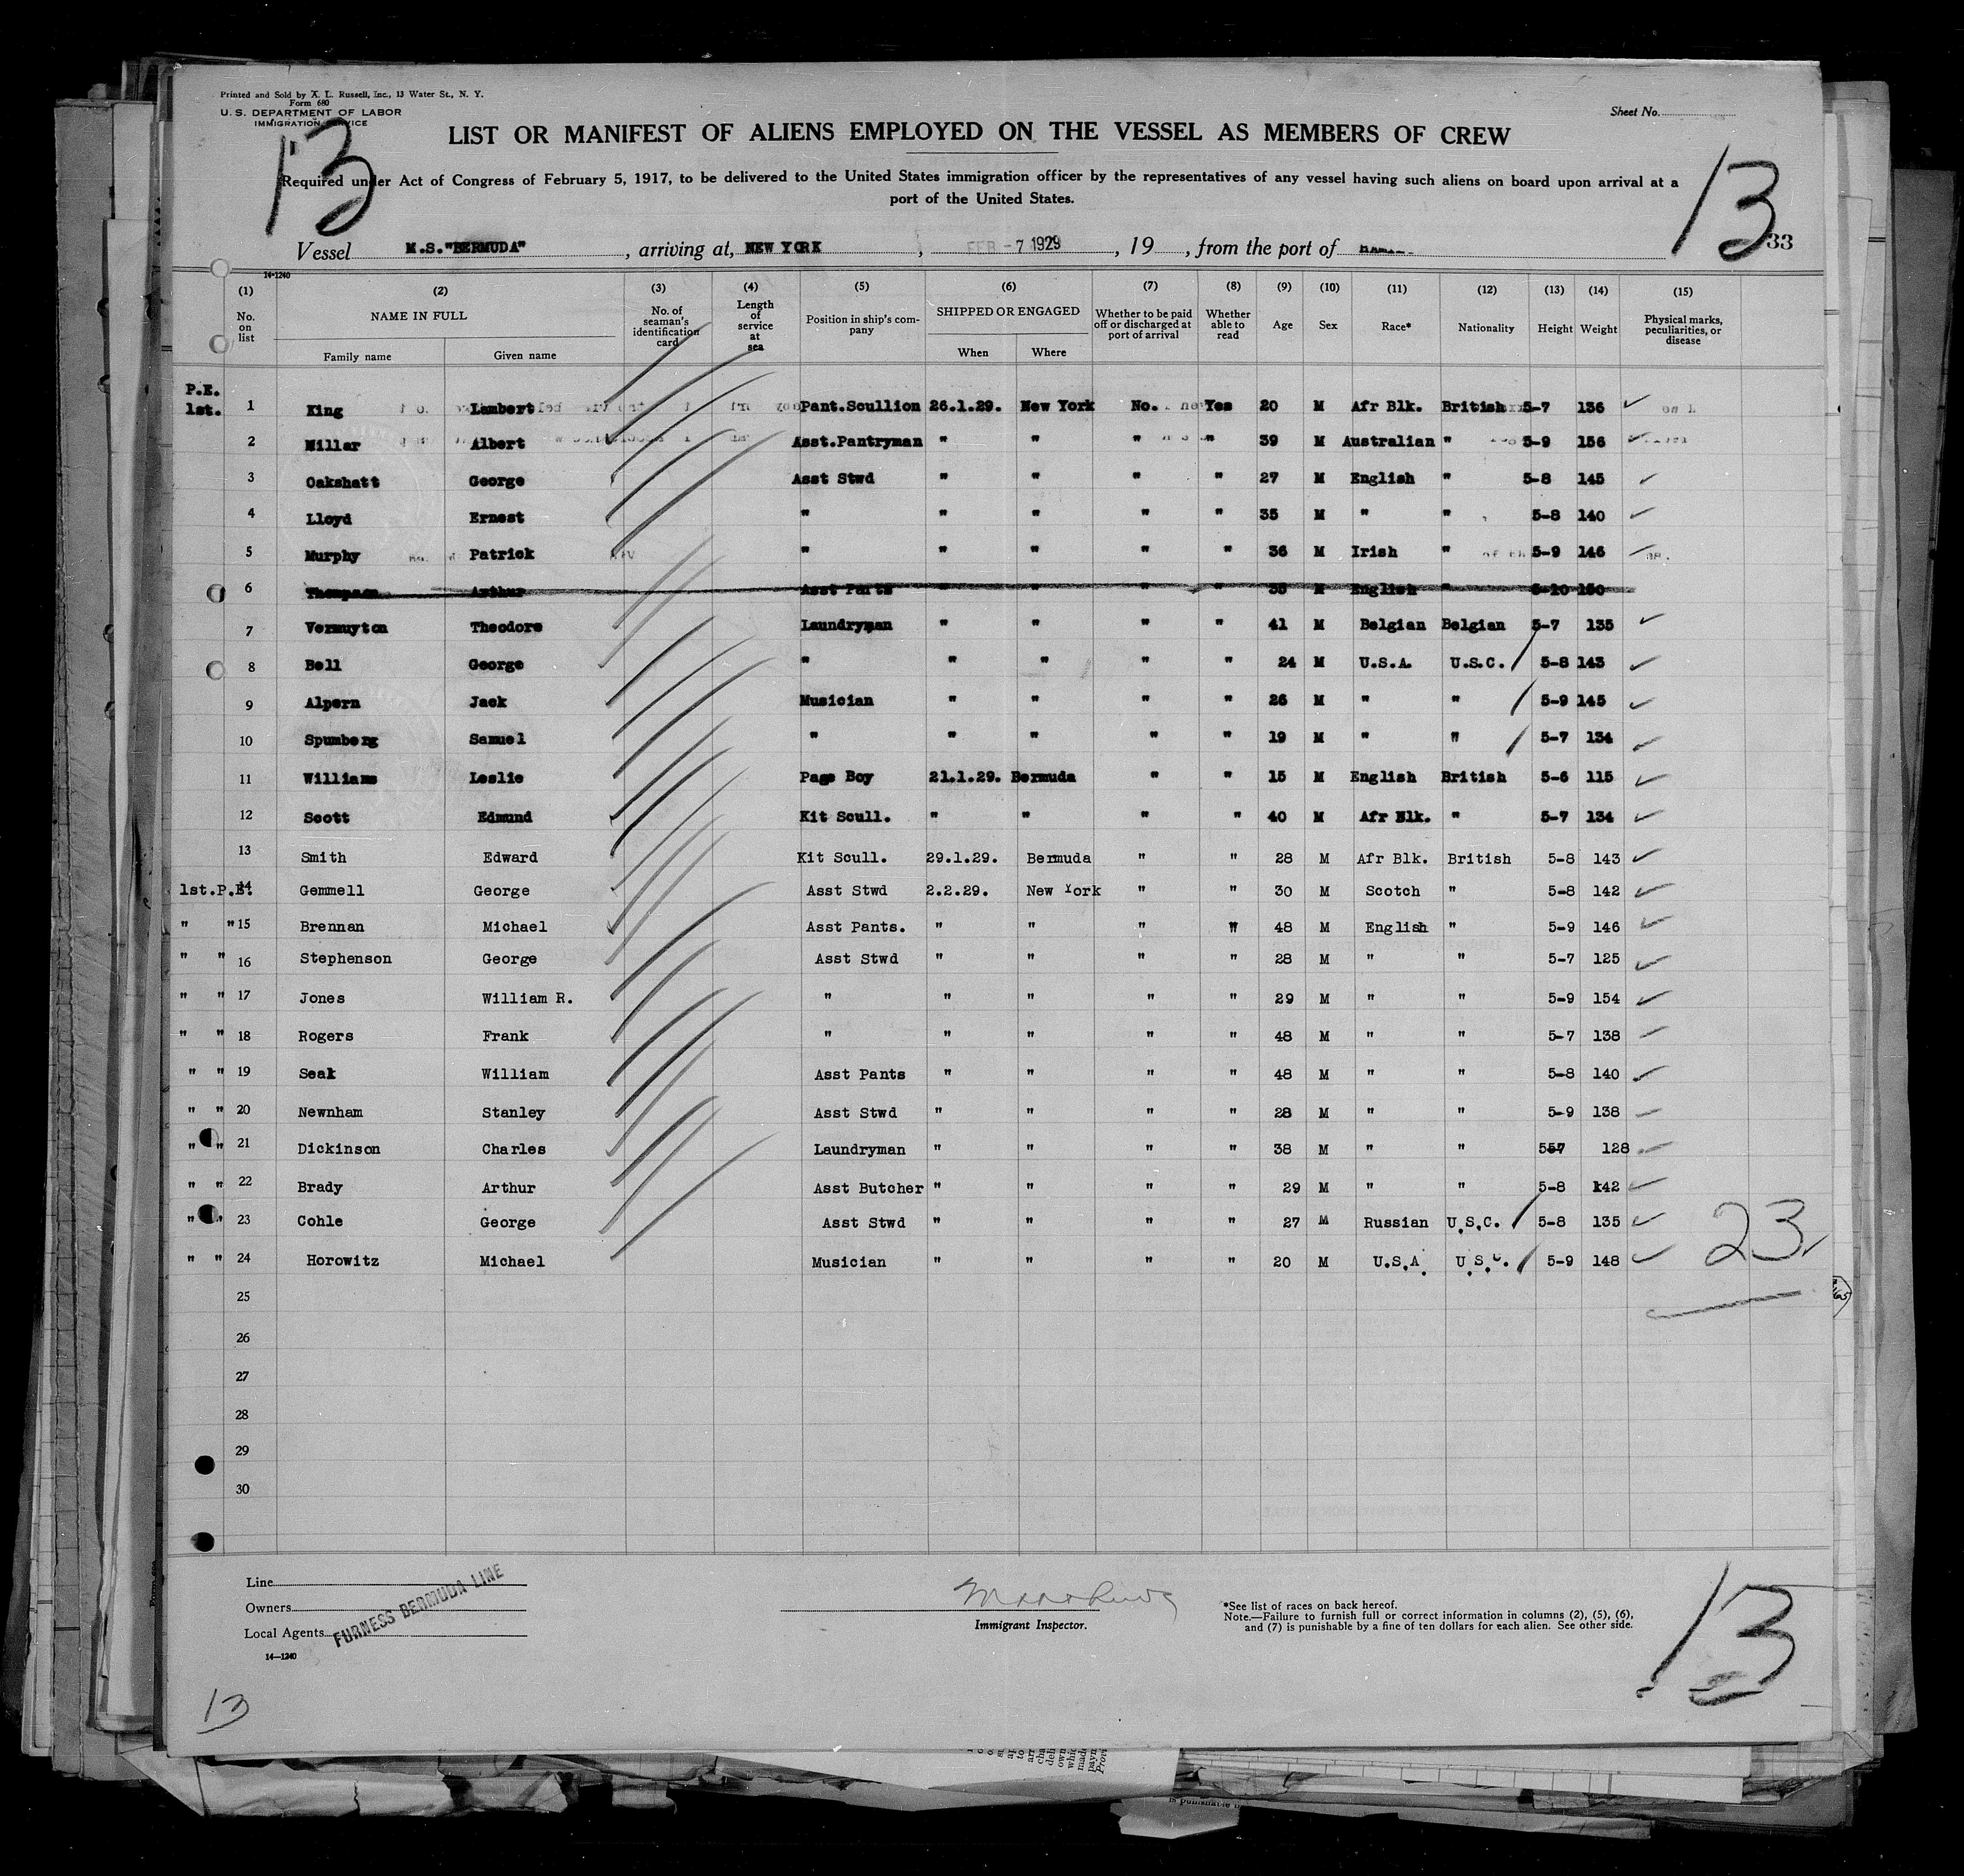 Printed and Sold by A. L. Russell, Inc., 13 Water St., N. Y.
Form 680
U. S. DEPARTMENT OF LABOR
IMMIGRATION SERVICE
Sheet No.
13
LIST OR MANIFEST OF ALIENS EMPLOYED ON THE VESSEL AS MEMBERS OF CREW
Required under Act of Congress of February 5, 1917, to be delivered to the United States immigration officer by the representatives of any vessel having such aliens on board upon arrival at a
port of the United States.
13
33
Vessel M.S."BERMUDA", arriving at, NEW YORK, FEB -7 1929, 19, from the port of
14-1240
(1) (2) (3) (4) (5) (6) (7) (8) (9) (10) (11) (12) (13) (14) (15)
No. on list NAME IN FULL Family name Given name No. of seaman's identification card Length of service at sea Position in ship's company SHIPPED OR ENGAGED When Where Whether to be paid off or discharged at port of arrival Whether able to read Age Sex Race* Nationality Height Weight Physical marks, peculiarities, or disease
P.E.
1st. 1 King Lambert Pant.Scullion 26.1.29. New York No. Yes 20 M Afr Blk. British 5-7 136
2 Millar Albert Asst.Pantryman " " " " 39 M Australian " 5-9 156
3 Oakshatt George Asst Stwd " " " " 27 M English " 5-8 145
4 Lloyd Ernest " " " " " 35 M " " 5-8 140
5 Murphy Patrick " " " " " 36 M Irish " 5-9 146
6 Thompson Arthur Asst Pants " " " " 35 M English " 5-10 150
7 Vermuyton Theodore Laundryman " " " " 41 M Belgian Belgian 5-7 135
8 Bell George " " " " " 24 M U.S.A. U.S.C. 5-8 143
9 Alpern Jack Musician " " " " 26 M " " 5-9 145
10 Spumberg Samuel " " " " " 19 M " " 5-7 134
11 Williams Leslie Page Boy 21.1.29. Bermuda " " 15 M English British 5-6 115
12 Scott Edmund Kit Scull. " " " " 40 M Afr Blk. " 5-7 134
13 Smith Edward Kit Scull. 29.1.29. Bermuda " " 28 M Afr Blk. British 5-8 143
1st.P.E. 14 Gemmell George Asst Stwd 2.2.29. New York " " 30 M Scotch " 5-8 142
" " 15 Brennan Michael Asst Pants. " " " " 48 M English " 5-9 146
" " 16 Stephenson George Asst Stwd " " " " 28 M " " 5-7 125
" " 17 Jones William R. " " " " " 29 M " " 5-9 154
" " 18 Rogers Frank " " " " " 48 M " " 5-7 138
" " 19 Seak William Asst Pants " " " " 48 M " " 5-8 140
" " 20 Newnham Stanley Asst Stwd " " " " 28 M " " 5-9 138
" " 21 Dickinson Charles Laundryman " " " " 38 M " " 557 128
" " 22 Brady Arthur Asst Butcher " " " " 29 M " " 5-8 142
" " 23 Cohle George Asst Stwd " " " " 27 M Russian U.S.C. 5-8 135
" " 24 Horowitz Michael Musician " " " " 20 M U.S.A. U.S.C. 5-9 148
23
25
26
27
28
29
30
Line
Owners
Local Agents
FURNESS BERMUDA LINE
14-1240
Immigrant Inspector.
*See list of races on back hereof.
Note.—Failure to furnish full or correct information in columns (2), (5), (6),
and (7) is punishable by a fine of ten dollars for each alien. See other side.
13
13